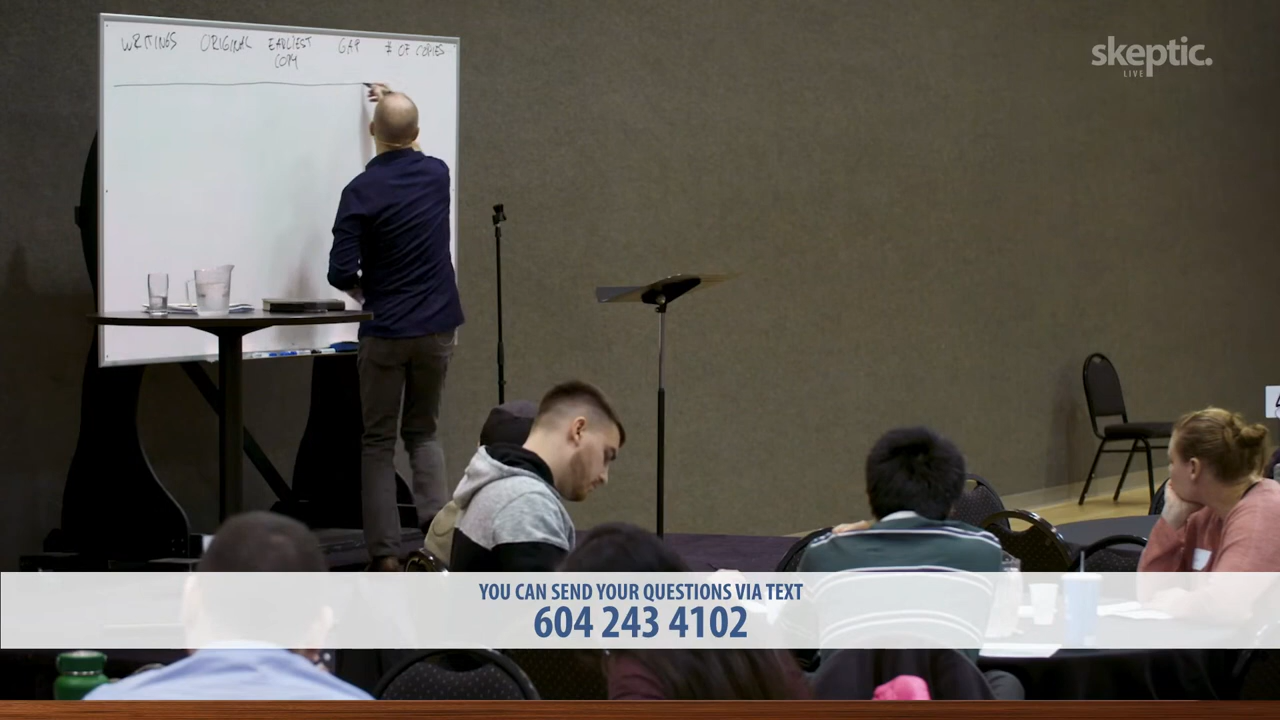 WRITINGS ORIGINAL EARLIEST COPY GAP # OF COPIES
skeptic.
LIVE
YOU CAN SEND YOUR QUESTIONS VIA TEXT
604 243 4102